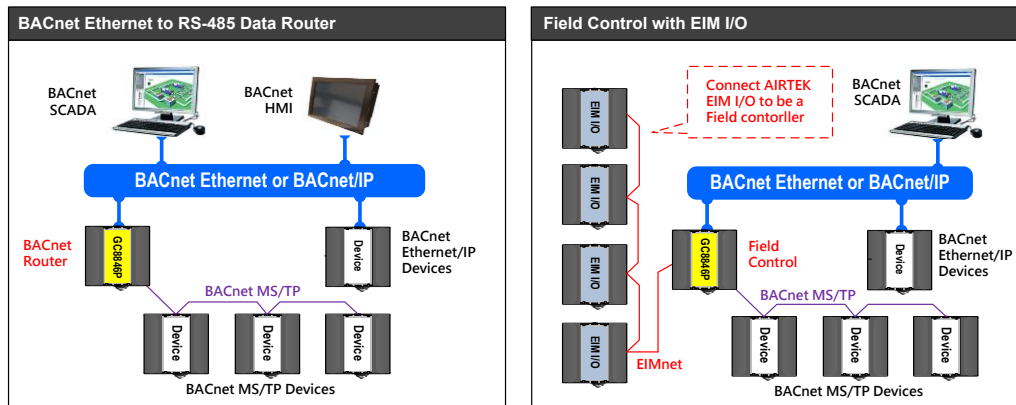 BACnet Ethernet to RS-485 Data Router
BACnet
SCADA
BACnet
HMI
BACnet Ethernet or BACnet/IP
BACnet
Router
GC8846P
Device
BACnet
Ethernet/IP
Devices
BACnet MS/TP
Device
Device
Device
BACnet MS/TP Devices
Field Control with EIM I/O
EIM I/O
EIM I/O
EIM I/O
EIM I/O
Connect AIRTEK
EIM I/O to be a
Field contorller
BACnet
SCADA
BACnet Ethernet or BACnet/IP
GC8846P
Field
Control
Device
BACnet
Ethernet/IP
Devices
BACnet MS/TP
EIMnet
Device
Device
Device
BACnet MS/TP Devices